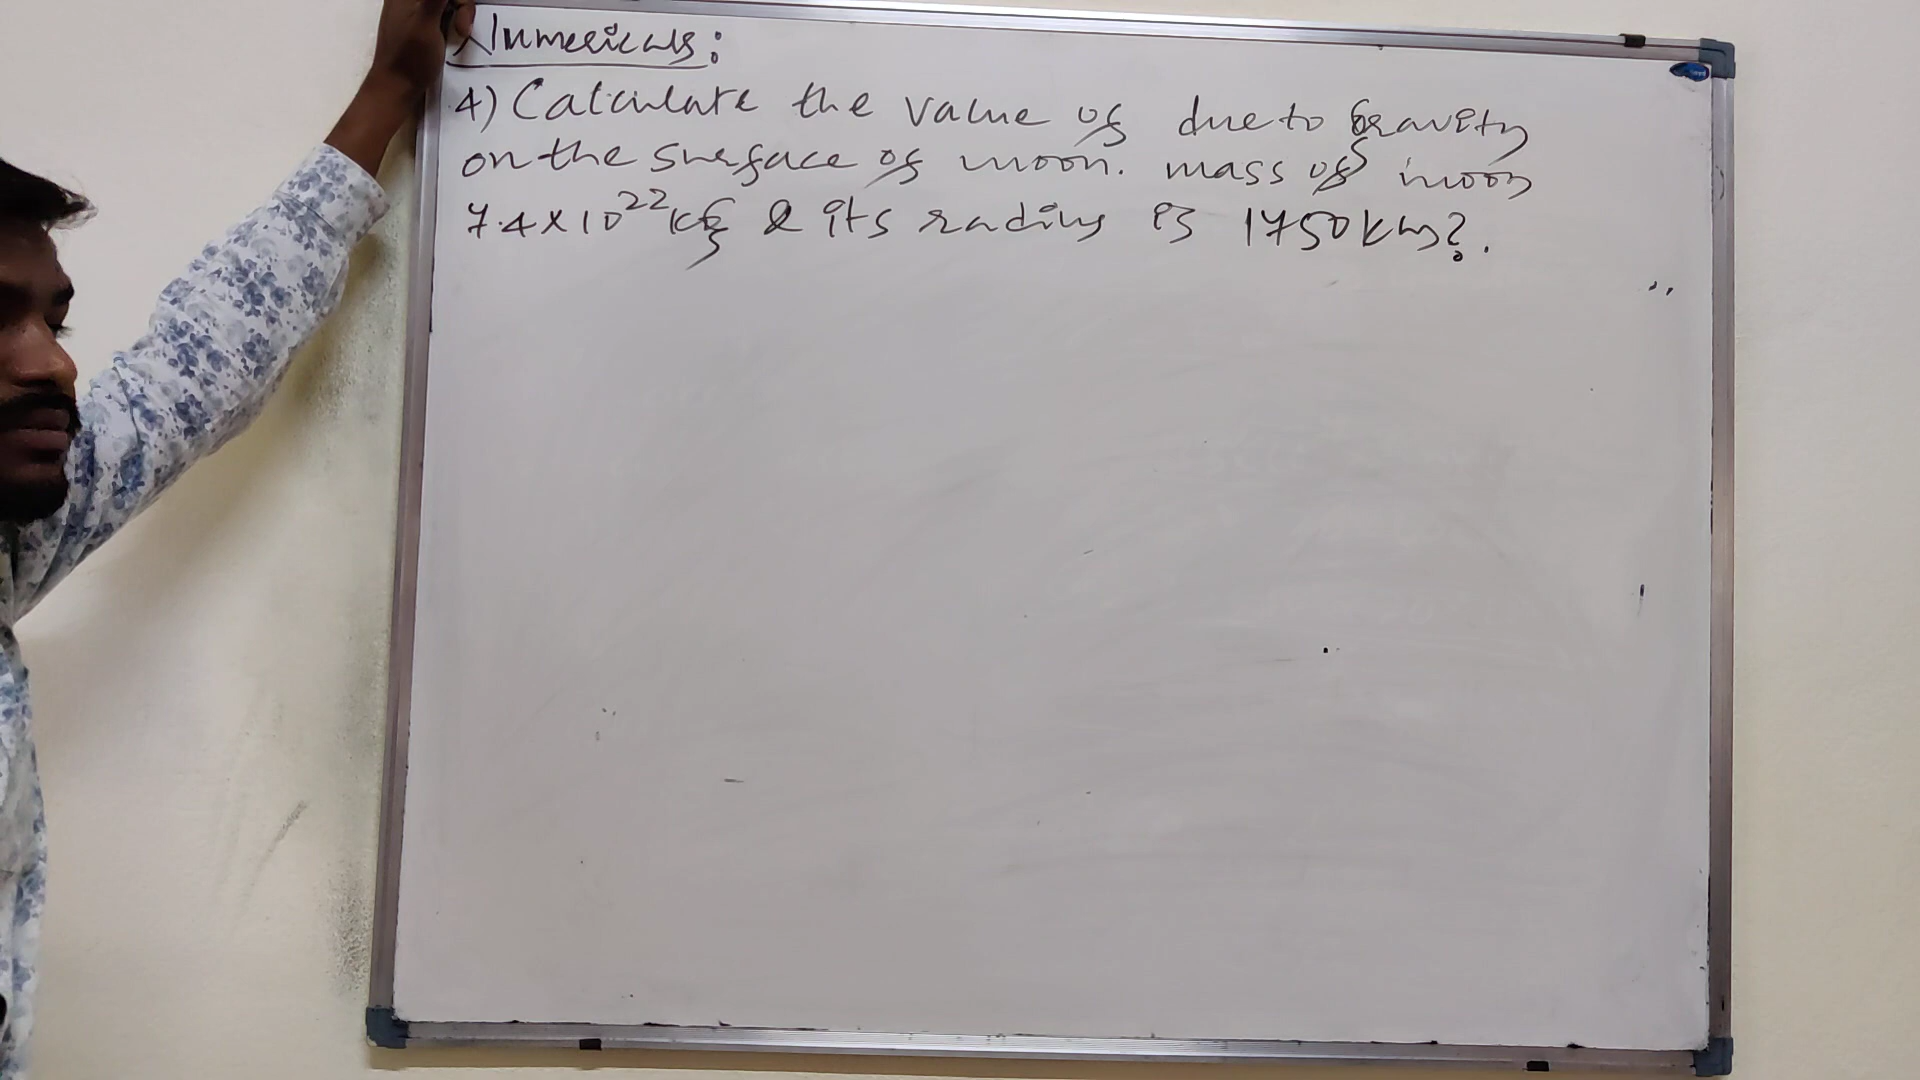 Numericals:
4) Calculate the value of due to Gravity
on the surface of moon. mass of moon
7.4 x 10²² kg & its radius is 1750 km?.